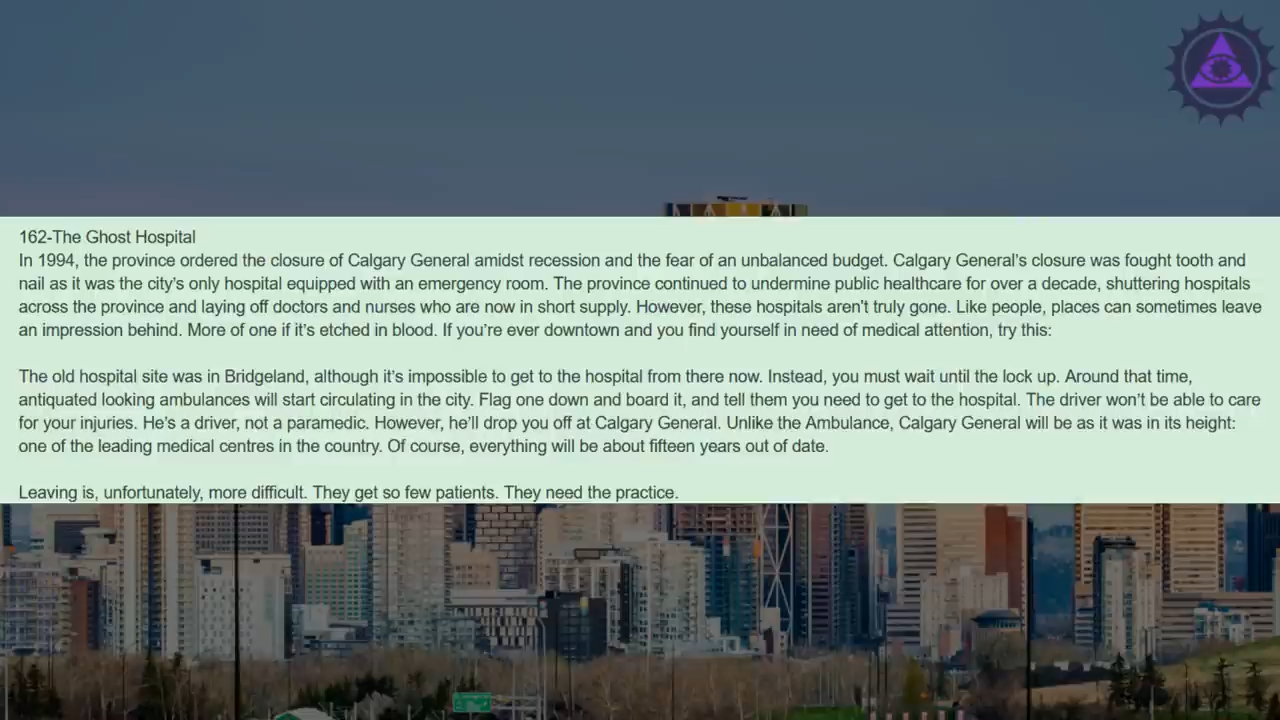 162-The Ghost Hospital
In 1994, the province ordered the closure of Calgary General amidst recession and the fear of an unbalanced budget. Calgary General's closure was fought tooth and
nail as it was the city's only hospital equipped with an emergency room. The province continued to undermine public healthcare for over a decade, shuttering hospitals
across the province and laying off doctors and nurses who are now in short supply. However, these hospitals aren't truly gone. Like people, places can sometimes leave
an impression behind. More of one if it's etched in blood. If you're ever downtown and you find yourself in need of medical attention, try this:
The old hospital site was in Bridgeland, although it's impossible to get to the hospital from there now. Instead, you must wait until the lock up. Around that time,
antiquated looking ambulances will start circulating in the city. Flag one down and board it, and tell them you need to get to the hospital. The driver won't be able to care
for your injuries. He's a driver, not a paramedic. However, he'll drop you off at Calgary General. Unlike the Ambulance, Calgary General will be as it was in its height:
one of the leading medical centres in the country. Of course, everything will be about fifteen years out of date.
Leaving is, unfortunately, more difficult. They get so few patients. They need the practice.